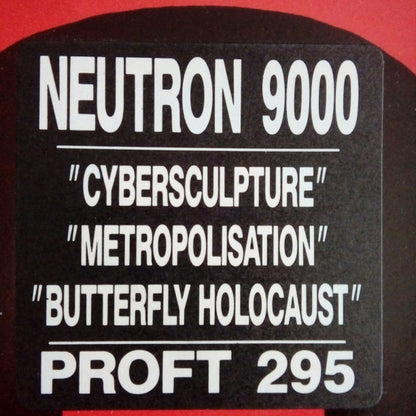 NEUTRON 9000
"CYBERSCULPTURE"
"METROPOLISATION"
"BUTTERFLY HOLOCAUST"
PROFT 295